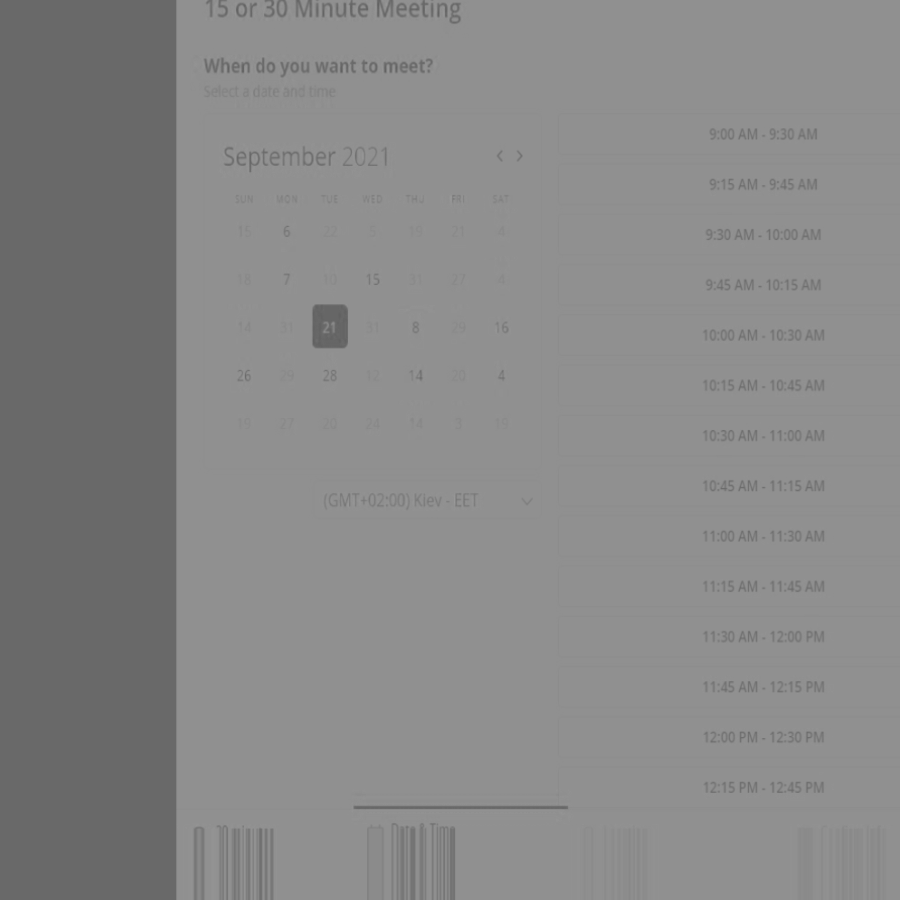 15 or 30 Minute Meeting
When do you want to meet?
Select a date and time
September 2021
SUN MON TUE WED THU FRI SAT
15 6 22 3 19 21 4
18 7 10 15 31 27 4
14 31 21 31 8 29 16
26 29 28 12 14 20 4
16 27 20 24 14 3 19
(GMT+02:00) Kiev - EET
9:00 AM - 9:30 AM
9:15 AM - 9:45 AM
9:30 AM - 10:00 AM
9:45 AM - 10:15 AM
10:00 AM - 10:30 AM
10:15 AM - 10:45 AM
10:30 AM - 11:00 AM
10:45 AM - 11:15 AM
11:00 AM - 11:30 AM
11:15 AM - 11:45 AM
11:30 AM - 12:00 PM
11:45 AM - 12:15 PM
12:00 PM - 12:30 PM
12:15 PM - 12:45 PM